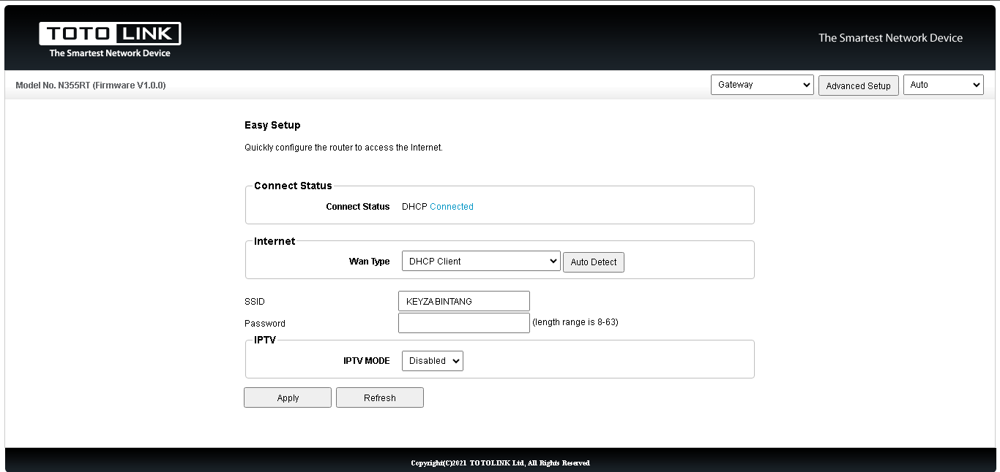 TOTO LINK
The Smartest Network Device
The Smartest Network Device
Model No. N355RT (Firmware V1.0.0)
Gateway Advanced Setup Auto
Easy Setup
Quickly configure the router to access the Internet.
Connect Status
Connect Status DHCP Connected
Internet
Wan Type DHCP Client Auto Detect
SSID KEYZA BINTANG
Password (length range is 8-63)
IPTV
IPTV MODE Disabled
Apply Refresh
Copyright(C)2021 TOTOLINK Ltd, All Rights Reserved